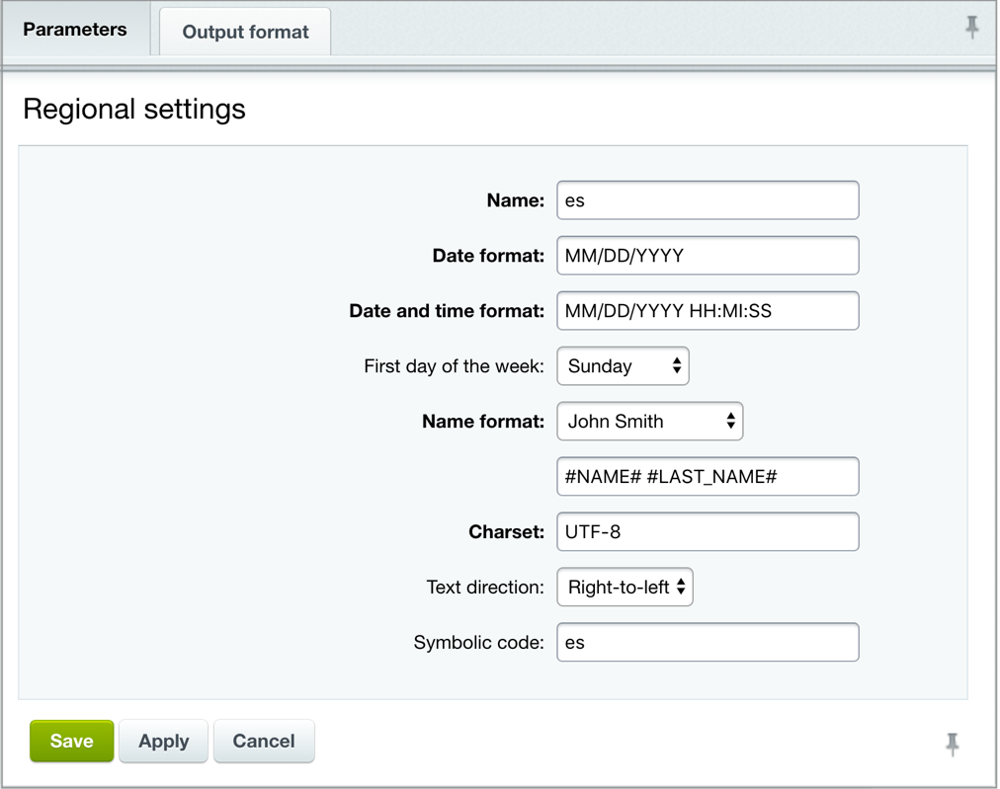 Parameters
Output format
Regional settings
Name: es
Date format: MM/DD/YYYY
Date and time format: MM/DD/YYYY HH:MI:SS
First day of the week: Sunday
Name format: John Smith
#NAME# #LAST_NAME#
Charset: UTF-8
Text direction: Right-to-left
Symbolic code: es
Save Apply Cancel